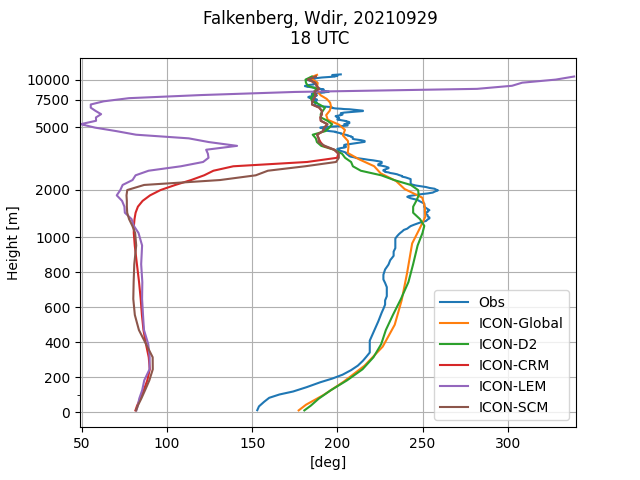 Falkenberg, Wdir, 20210929
18 UTC
Height [m]
10000
7500
5000
2000
1000
800
600
400
200
0
50
100
150
200
250
300
[deg]
Obs
ICON-Global
ICON-D2
ICON-CRM
ICON-LEM
ICON-SCM